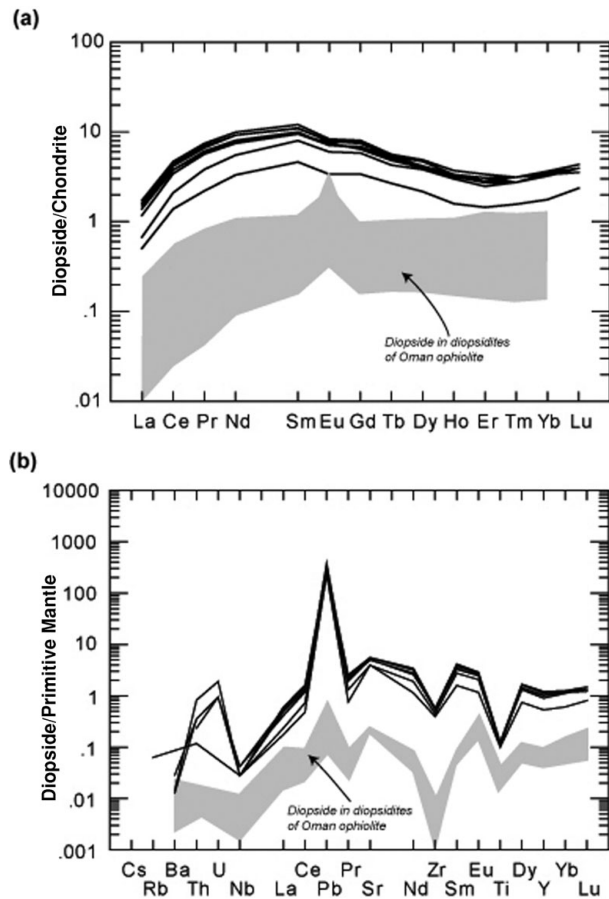 (a)
Diopside/Chondrite
100
10
1
.1
.01
Diopside in diopsidites
of Oman ophiolite
La Ce Pr Nd Sm Eu Gd Tb Dy Ho Er Tm Yb Lu
(b)
Diopside/Primitive Mantle
10000
1000
100
10
1
.1
.01
.001
Diopside in diopsidites
of Oman ophiolite
Cs Ba U La Pb Sr Zr Eu Dy Yb
Rb Th Nb Ce Pr Nd Sm Ti Y Lu